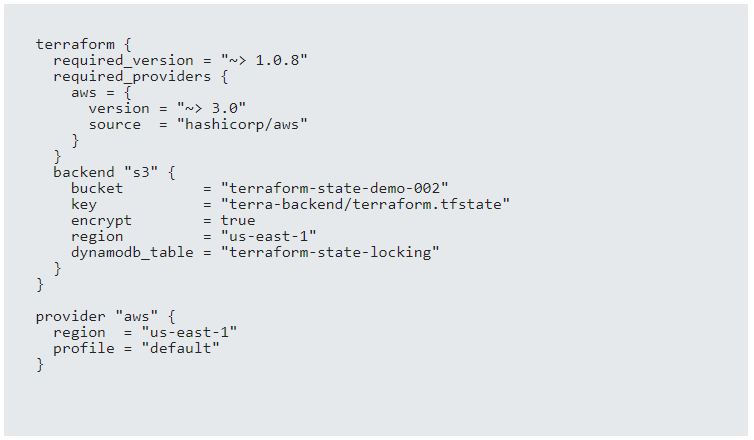 terraform {
  required_version = "~> 1.0.8"
  required_providers {
    aws = {
      version = "~> 3.0"
      source  = "hashicorp/aws"
    }
  }
  backend "s3" {
    bucket         = "terraform-state-demo-002"
    key            = "terra-backend/terraform.tfstate"
    encrypt        = true
    region         = "us-east-1"
    dynamodb_table = "terraform-state-locking"
  }
}

provider "aws" {
  region  = "us-east-1"
  profile = "default"
}